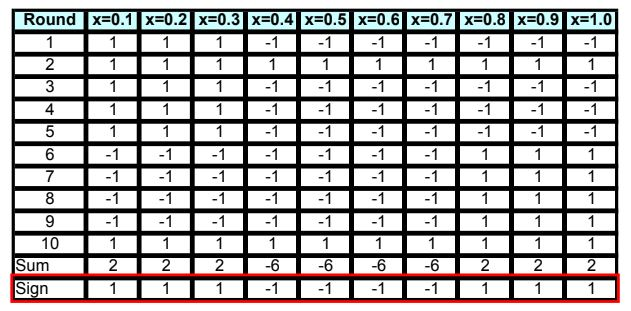 Round x=0.1 x=0.2 x=0.3 x=0.4 x=0.5 x=0.6 x=0.7 x=0.8 x=0.9 x=1.0
1 1 1 1 -1 -1 -1 -1 -1 -1 -1
2 1 1 1 1 1 1 1 1 1 1
3 1 1 1 -1 -1 -1 -1 -1 -1 -1
4 1 1 1 -1 -1 -1 -1 -1 -1 -1
5 1 1 1 -1 -1 -1 -1 -1 -1 -1
6 -1 -1 -1 -1 -1 -1 -1 1 1 1
7 -1 -1 -1 -1 -1 -1 -1 1 1 1
8 -1 -1 -1 -1 -1 -1 -1 1 1 1
9 -1 -1 -1 -1 -1 -1 -1 1 1 1
10 1 1 1 1 1 1 1 1 1 1
Sum 2 2 2 -6 -6 -6 -6 2 2 2
Sign 1 1 1 -1 -1 -1 -1 1 1 1